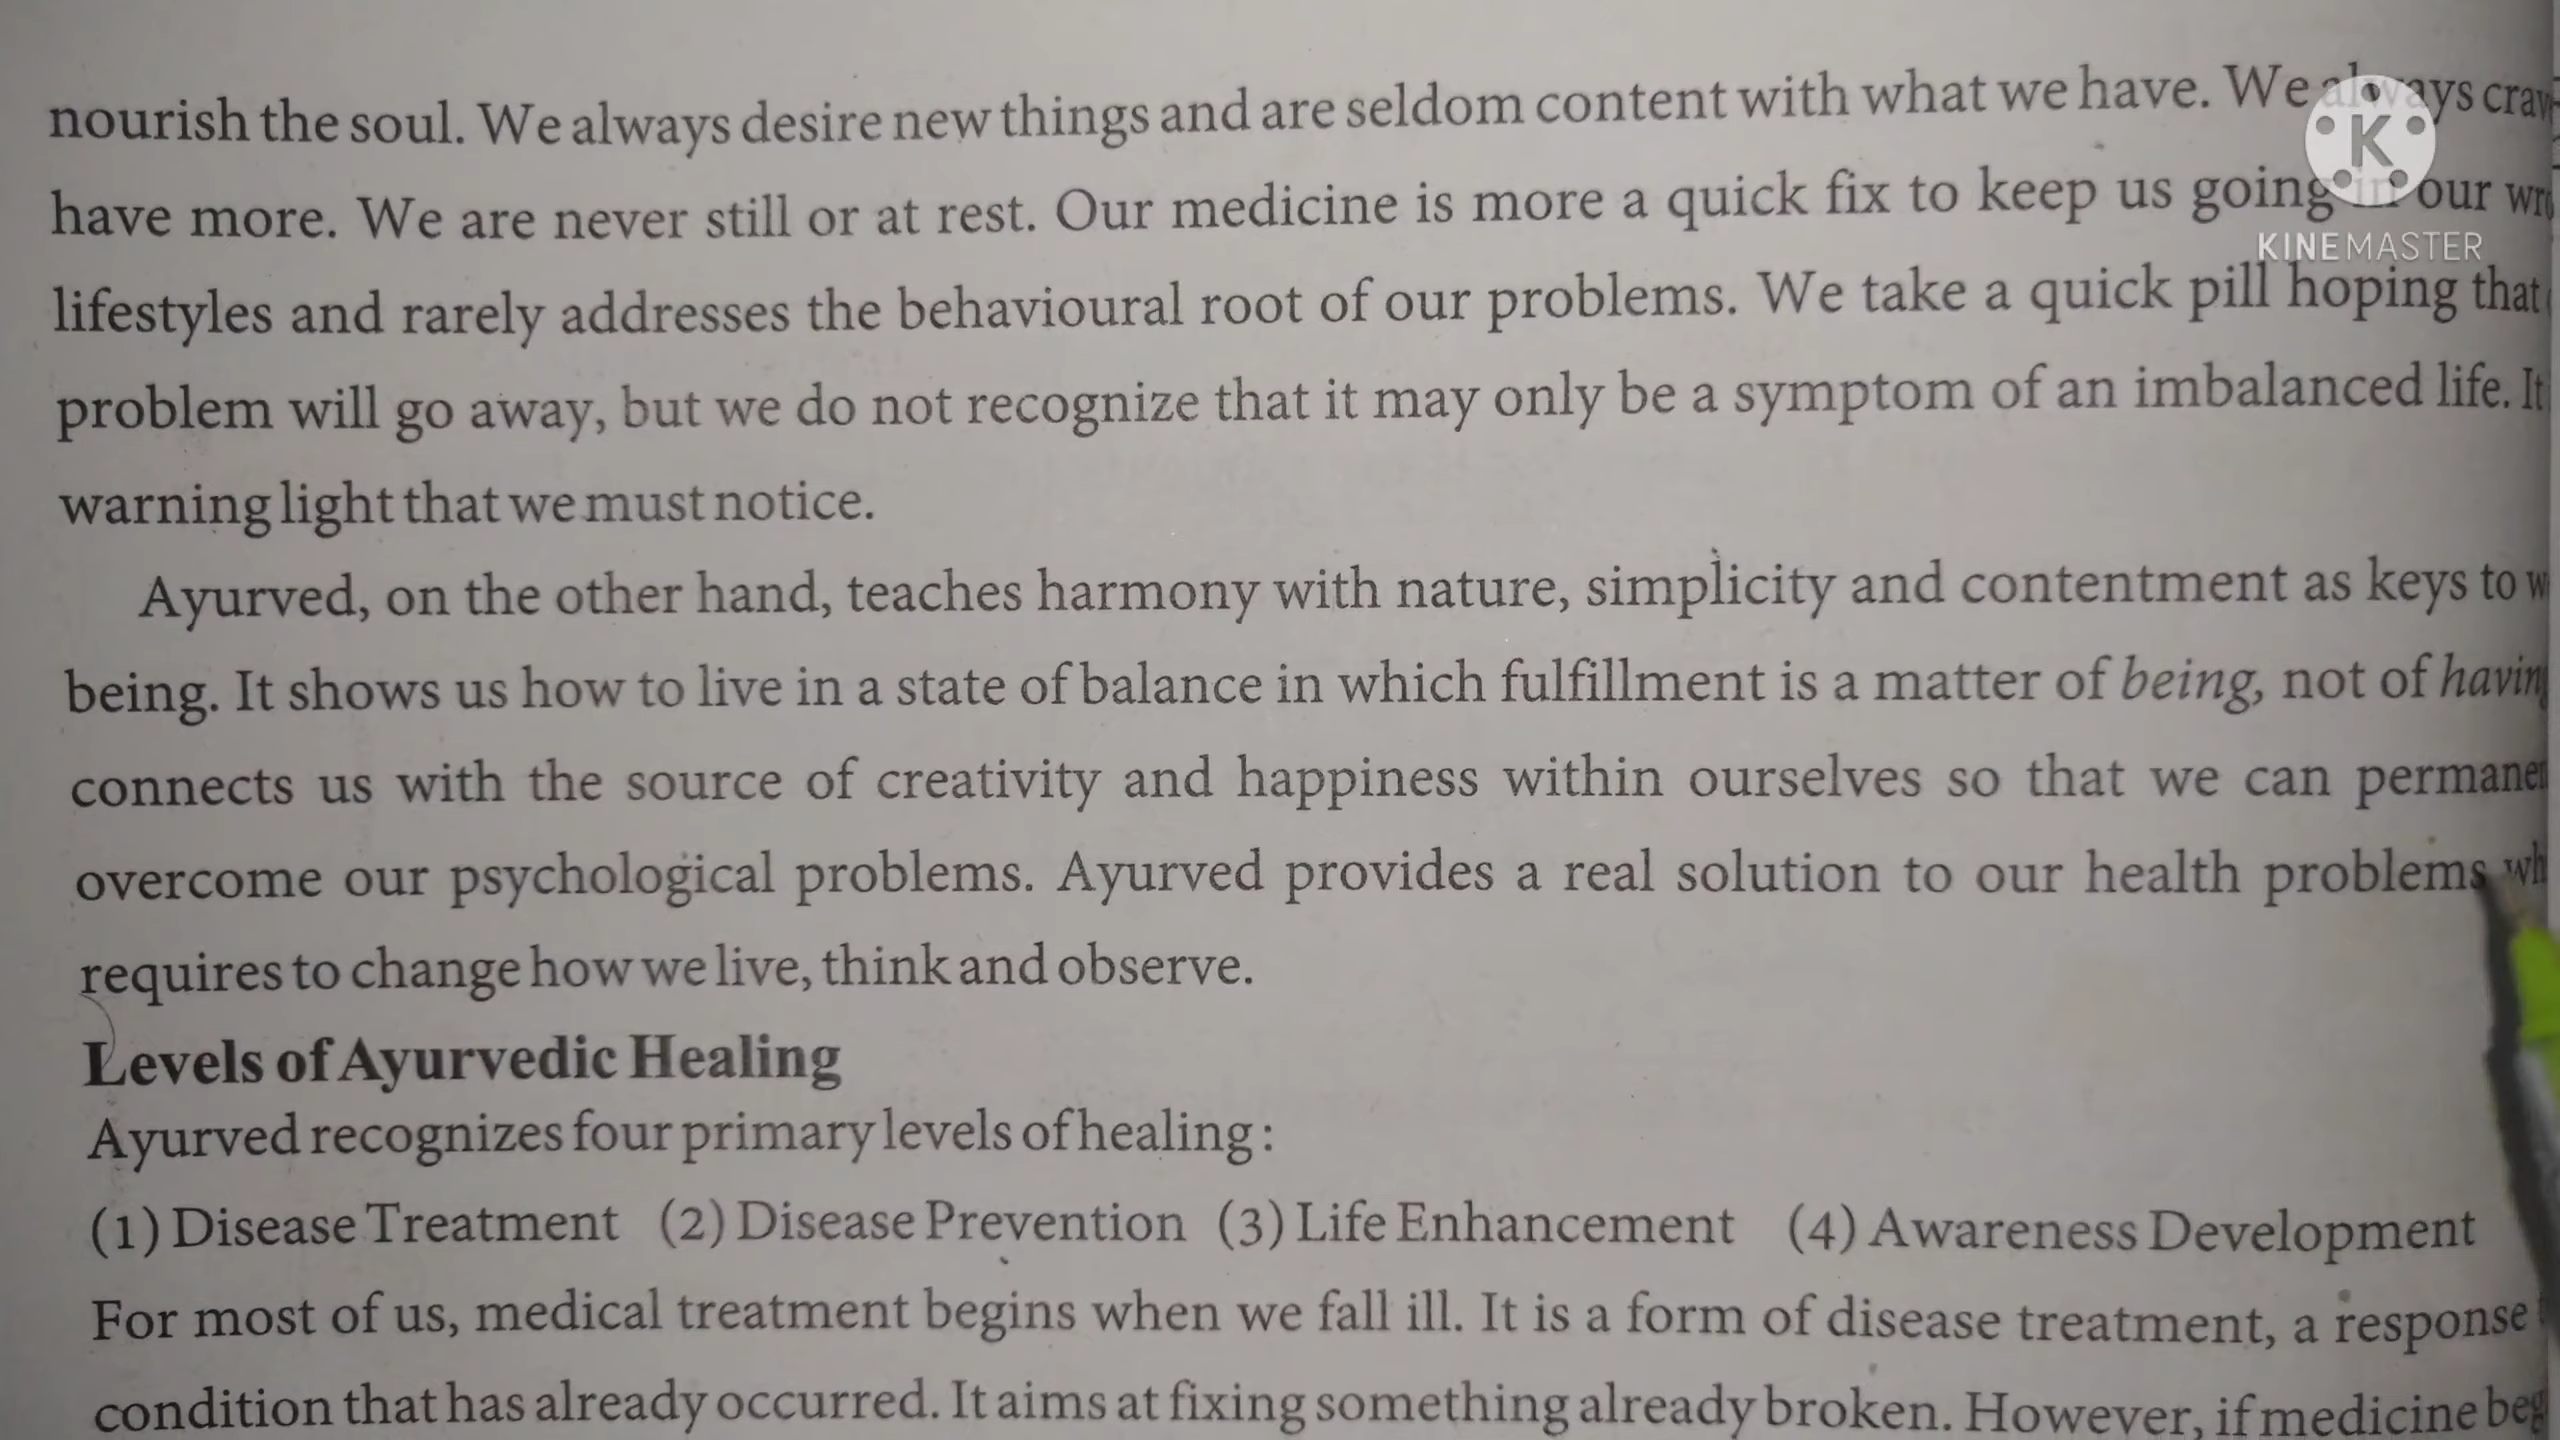 nourish the soul. We always desire new things and are seldom content with what we have. We always
have more. We are never still or at rest. Our medicine is more a quick fix to keep us going in our
lifestyles and rarely addresses the behavioural root of our problems. We take a quick pill hoping that
problem will go away, but we do not recognize that it may only be a symptom of an imbalanced life. It
warning light that we must notice.
Ayurved, on the other hand, teaches harmony with nature, simplicity and contentment as keys to
being. It shows us how to live in a state of balance in which fulfillment is a matter of being, not of
connects us with the source of creativity and happiness within ourselves so that we can
overcome our psychological problems. Ayurved provides a real solution to our health problems
requires to change how we live, think and observe.
Levels of Ayurvedic Healing
Ayurved recognizes four primary levels of healing :
(1) Disease Treatment (2) Disease Prevention (3) Life Enhancement (4) Awareness Development
For most of us, medical treatment begins when we fall ill. It is a form of disease treatment, a response
condition that has already occurred. It aims at fixing something already broken. However, if medicine
K
KINEMASTER